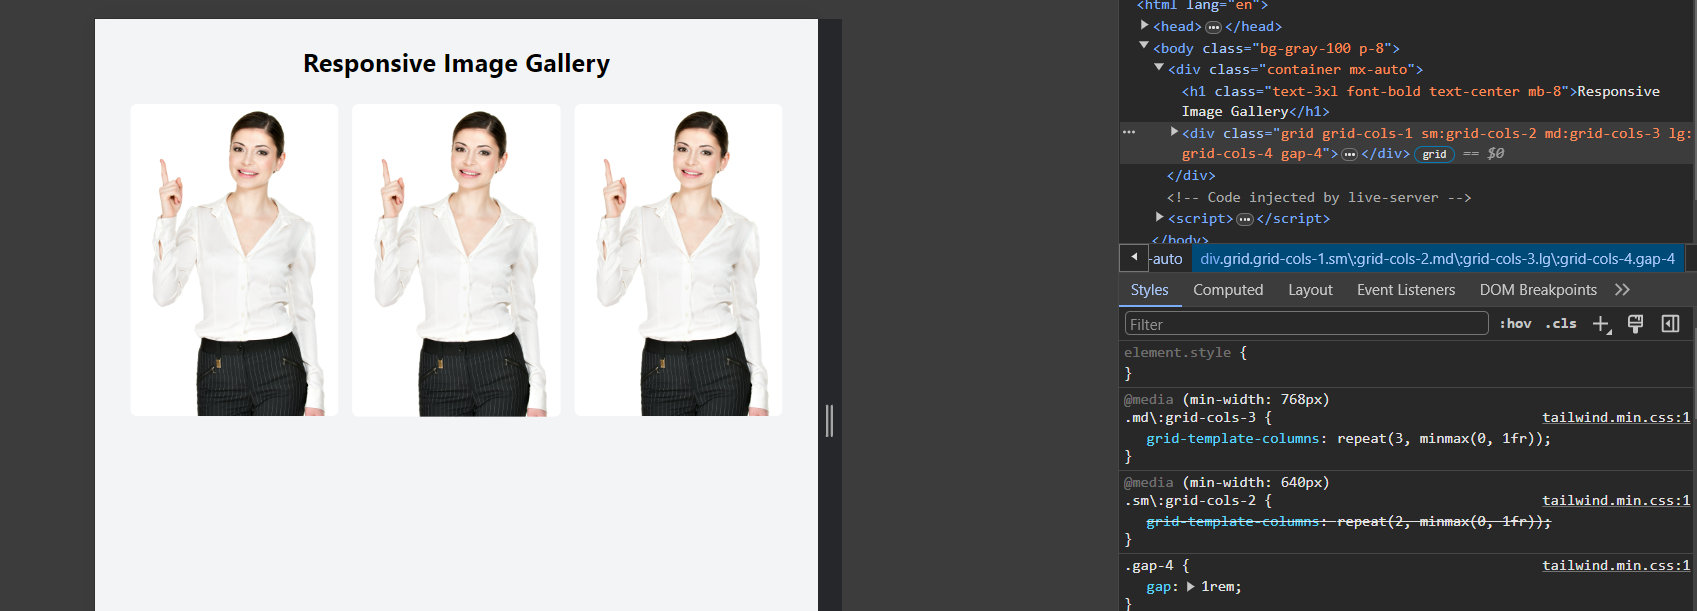 Responsive Image Gallery
<html lang="en">
<head> ••• </head>
<body class="bg-gray-100 p-8">
<div class="container mx-auto">
<h1 class="text-3xl font-bold text-center mb-8">Responsive
Image Gallery</h1>
••• <div class="grid grid-cols-1 sm:grid-cols-2 md:grid-cols-3 lg:
grid-cols-4 gap-4"> ••• </div> grid == $0
</div>
<!-- Code injected by live-server -->
<script> ••• </script>
</body>
-auto div.grid.grid-cols-1.sm\:grid-cols-2.md\:grid-cols-3.lg\:grid-cols-4.gap-4
Styles Computed Layout Event Listeners DOM Breakpoints
Filter :hov .cls
element.style {
}
@media (min-width: 768px)
.md\:grid-cols-3 { tailwind.min.css:1
grid-template-columns: repeat(3, minmax(0, 1fr));
}
@media (min-width: 640px)
.sm\:grid-cols-2 { tailwind.min.css:1
grid-template-columns: repeat(2, minmax(0, 1fr));
}
.gap-4 { tailwind.min.css:1
gap: 1rem;
}